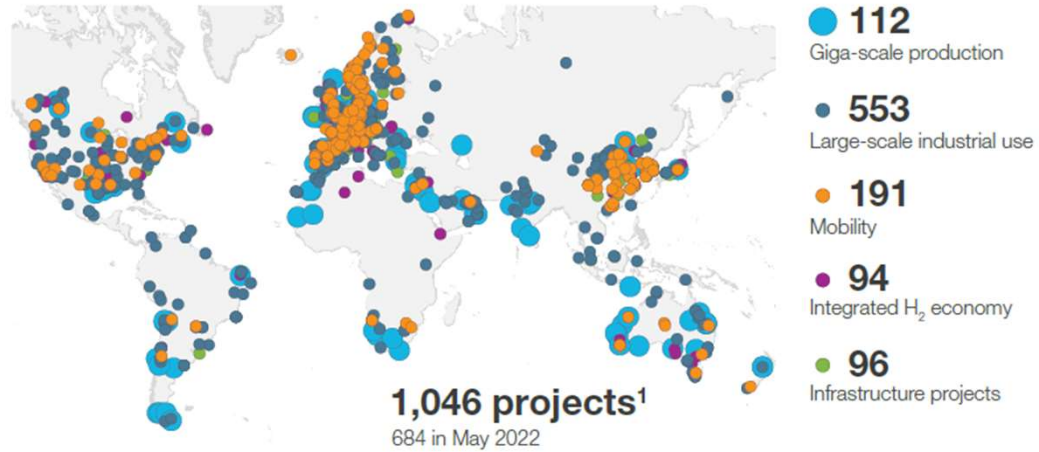 112
Giga-scale production
553
Large-scale industrial use
191
Mobility
94
Integrated H₂ economy
96
Infrastructure projects
1,046 projects¹
684 in May 2022